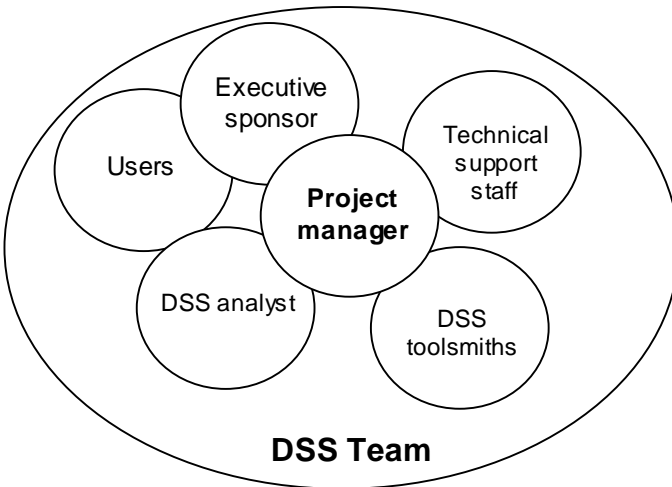 Executive
sponsor
Users
Technical
support
staff
Project
manager
DSS analyst
DSS
toolsmiths
DSS Team